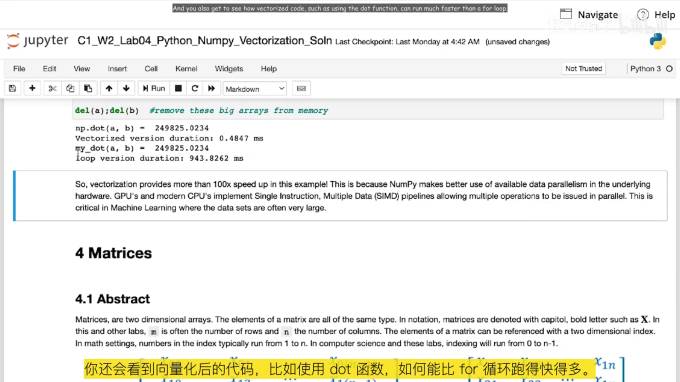 And you also get to see how vectorized code, such as using the dot function, can run much faster than a for loop.
Navigate Help
jupyter C1_W2_Lab04_Python_Numpy_Vectorization_Soln Last Checkpoint: Last Monday at 4:42 AM (unsaved changes)
File Edit View Insert Cell Kernel Widgets Help Not Trusted Python 3
Run Markdown
del(a);del(b) #remove these big arrays from memory
np.dot(a, b) = 249825.0234
Vectorized version duration: 0.4847 ms
my_dot(a, b) = 249825.0234
loop version duration: 943.8262 ms
So, vectorization provides more than 100x speed up in this example! This is because NumPy makes better use of available data parallelism in the underlying
hardware. GPU's and modern CPU's implement Single Instruction, Multiple Data (SIMD) pipelines allowing multiple operations to be issued in parallel. This is
critical in Machine Learning where the data sets are often very large.
4 Matrices
4.1 Abstract
Matrices, are two dimensional arrays. The elements of a matrix are all of the same type. In notation, matrices are denoted with capitol, bold letter such as X. In
this and other labs, m is often the number of rows and n the number of columns. The elements of a matrix can be referenced with a two dimensional index.
In math settings, numbers in the index typically run from 1 to n. In computer science and these labs, indexing will run from 0 to n-1.
你还会看到向量化后的代码，比如使用 dot 函数，如何能比 for 循环跑得快得多。